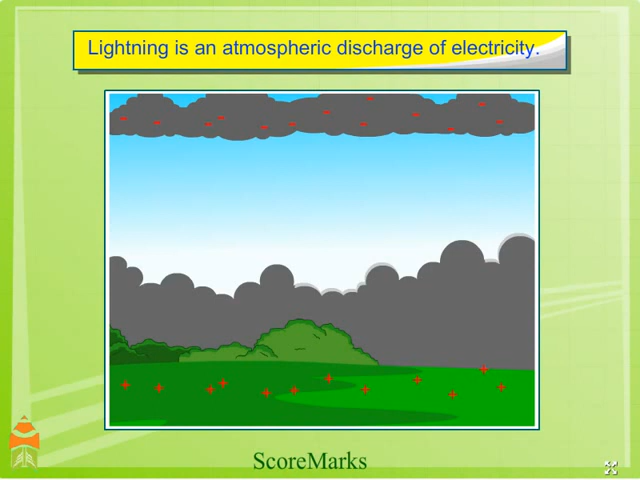 Lightning is an atmospheric discharge of electricity.
ScoreMarks